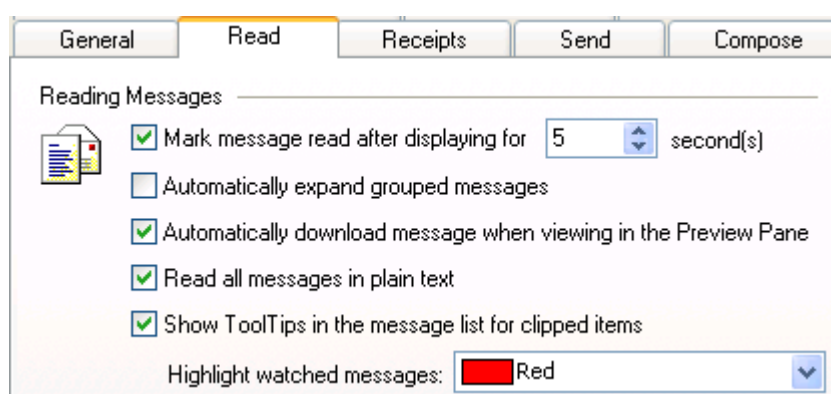 General Read Receipts Send Compose
Reading Messages
Mark message read after displaying for 5 second(s)
Automatically expand grouped messages
Automatically download message when viewing in the Preview Pane
Read all messages in plain text
Show ToolTips in the message list for clipped items
Highlight watched messages: Red